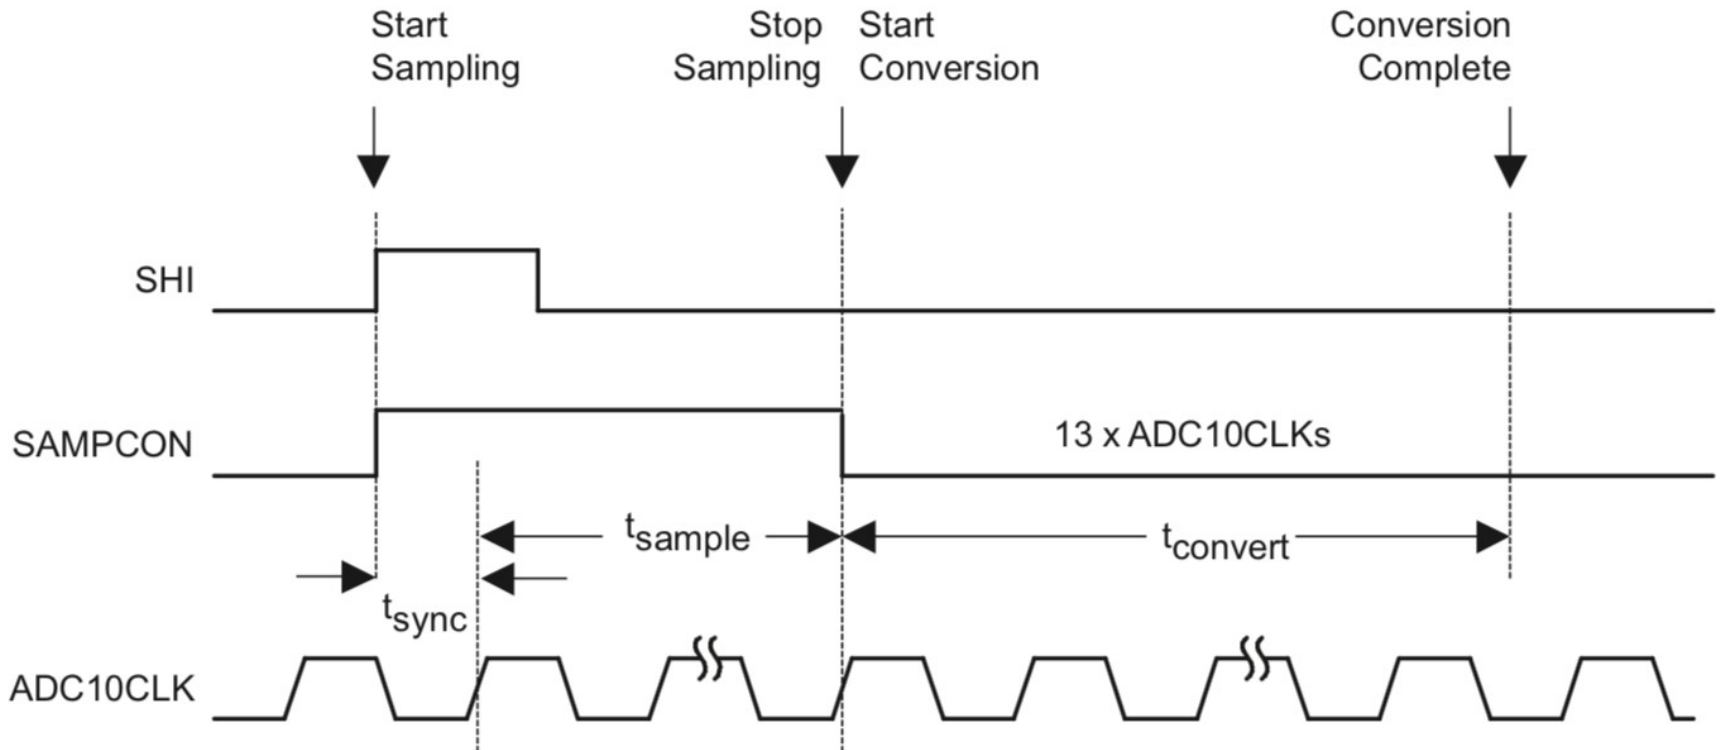 Start
Sampling
Stop
Sampling
Start
Conversion
Conversion
Complete
SHI
SAMPCON
13 x ADC10CLKs
tsample
tconvert
tsync
ADC10CLK